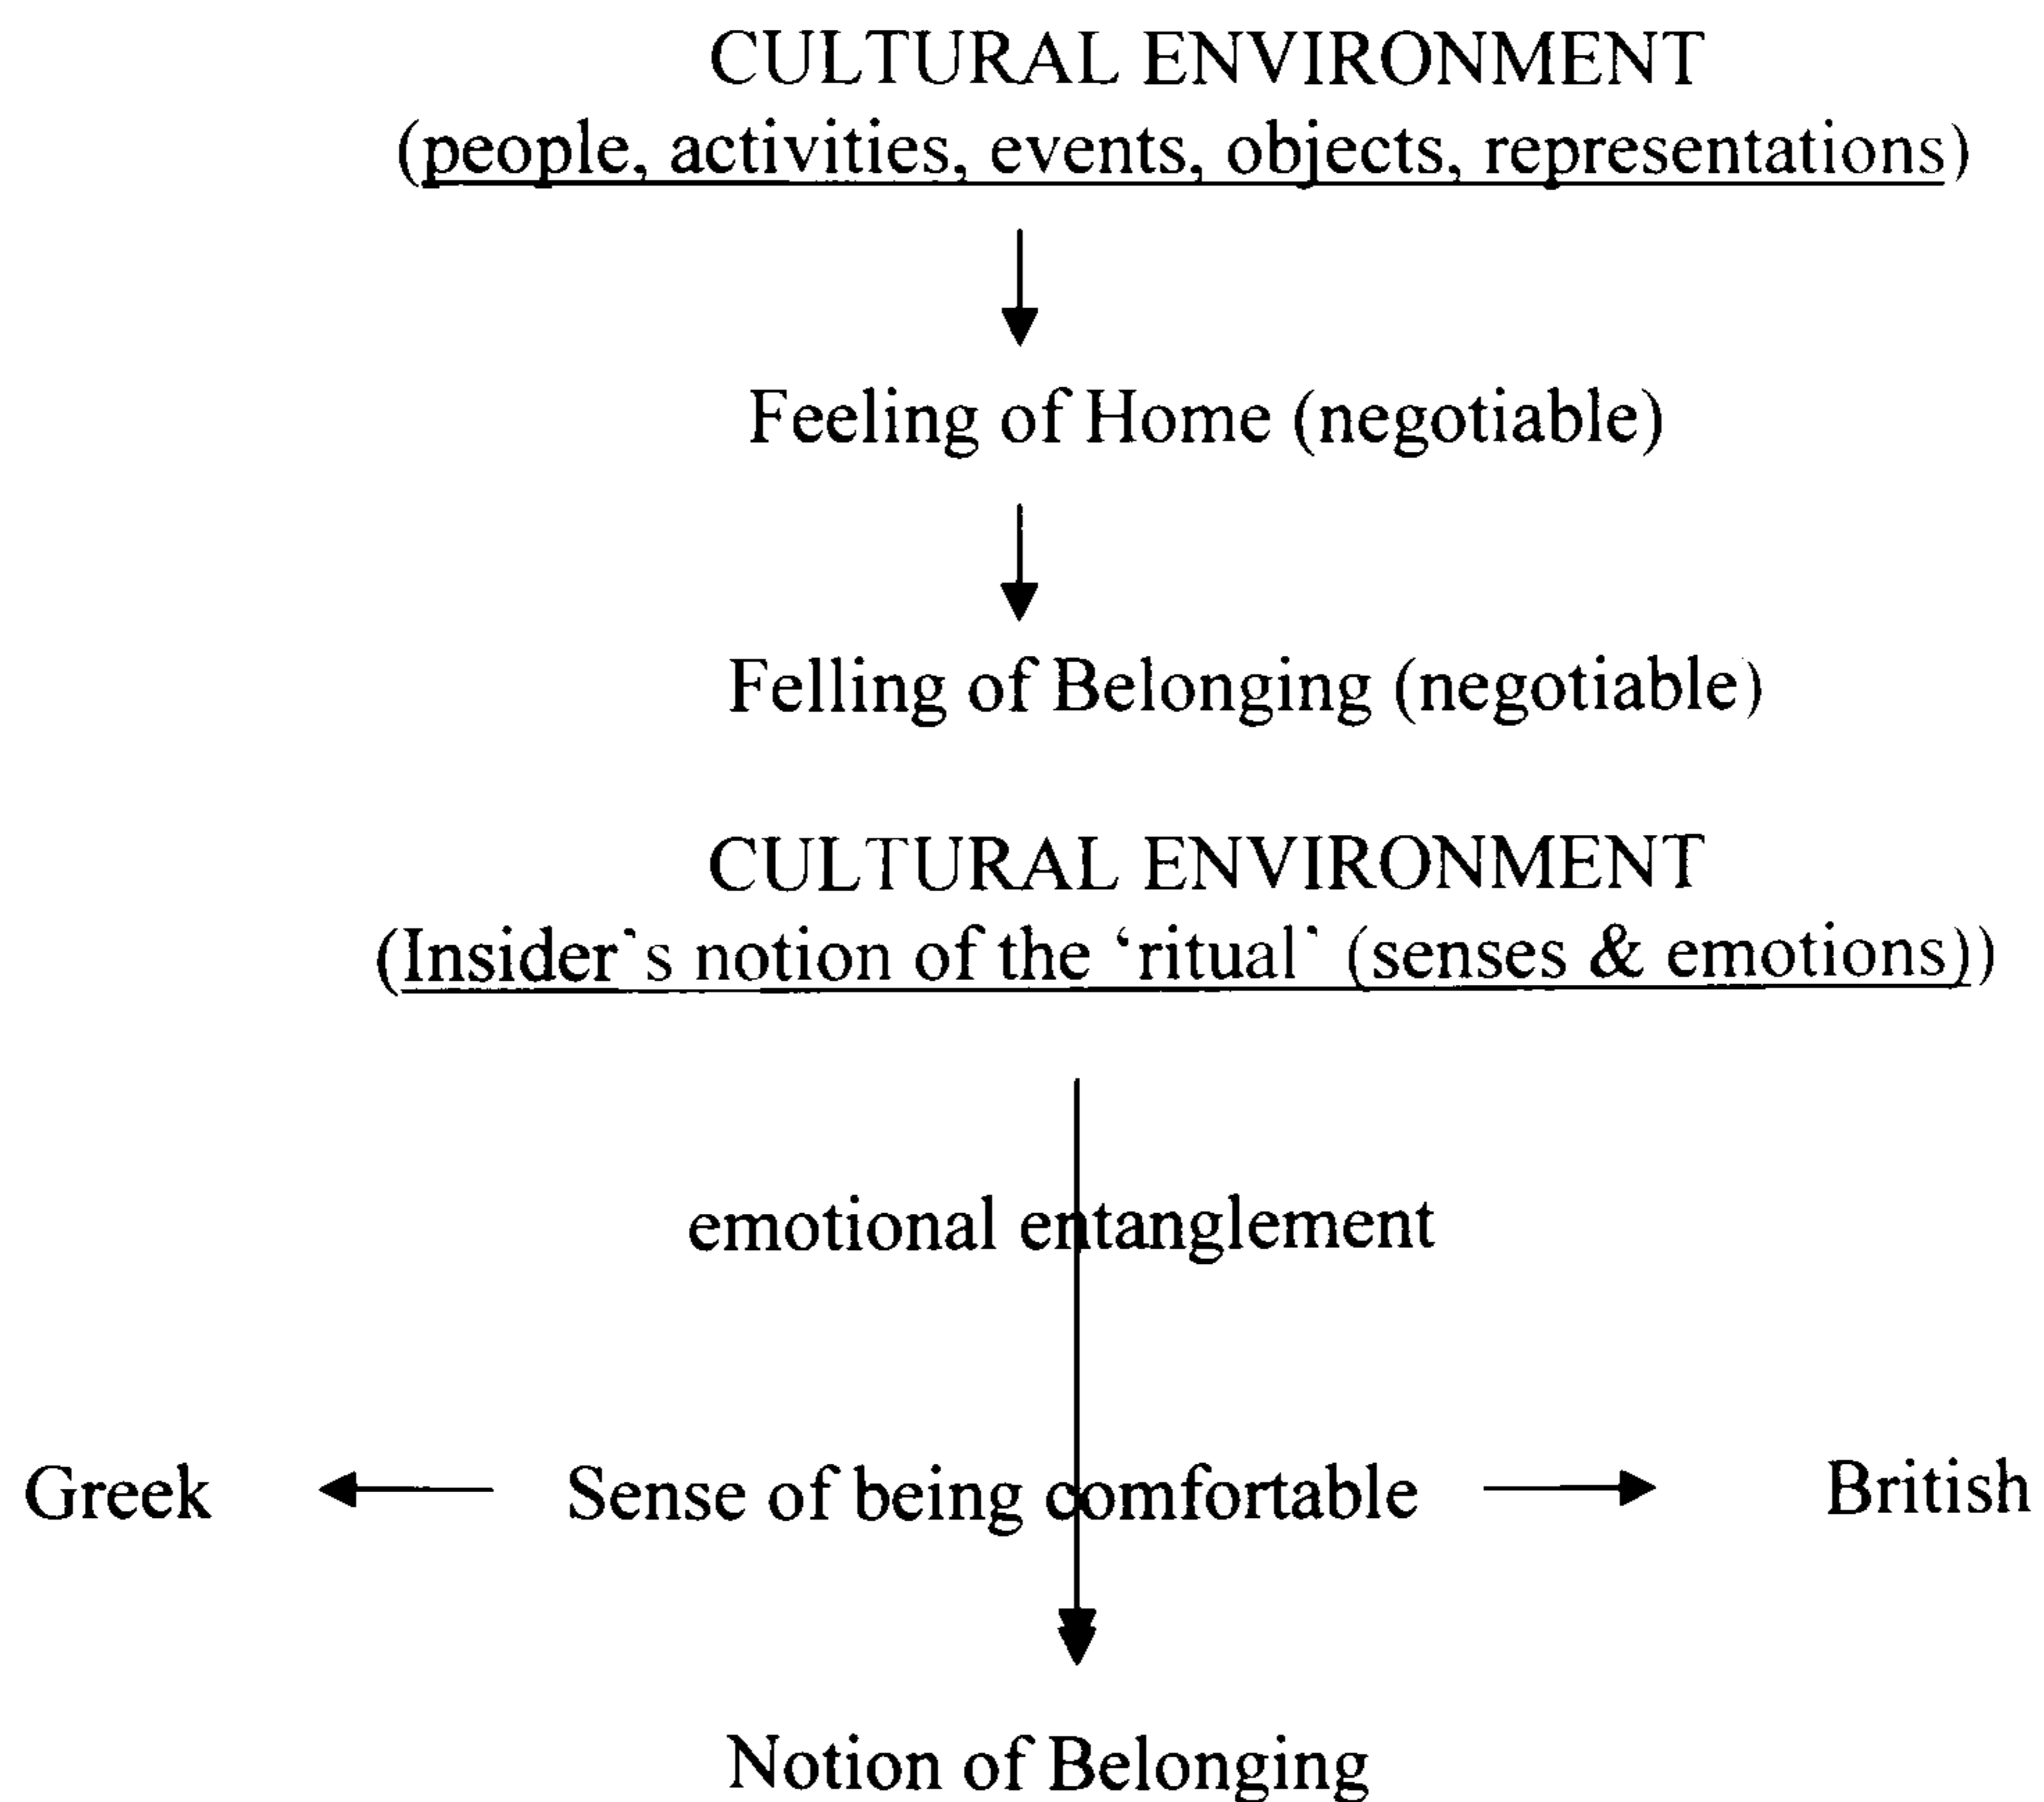 CULTURAL ENVIRONMENT
(people, activities, events, objects, representations)
Feeling of Home (negotiable)
Felling of Belonging (negotiable)
CULTURAL ENVIRONMENT
(Insider's notion of the 'ritual' (senses & emotions))
emotional entanglement
Greek Sense of being comfortable British
Notion of Belonging